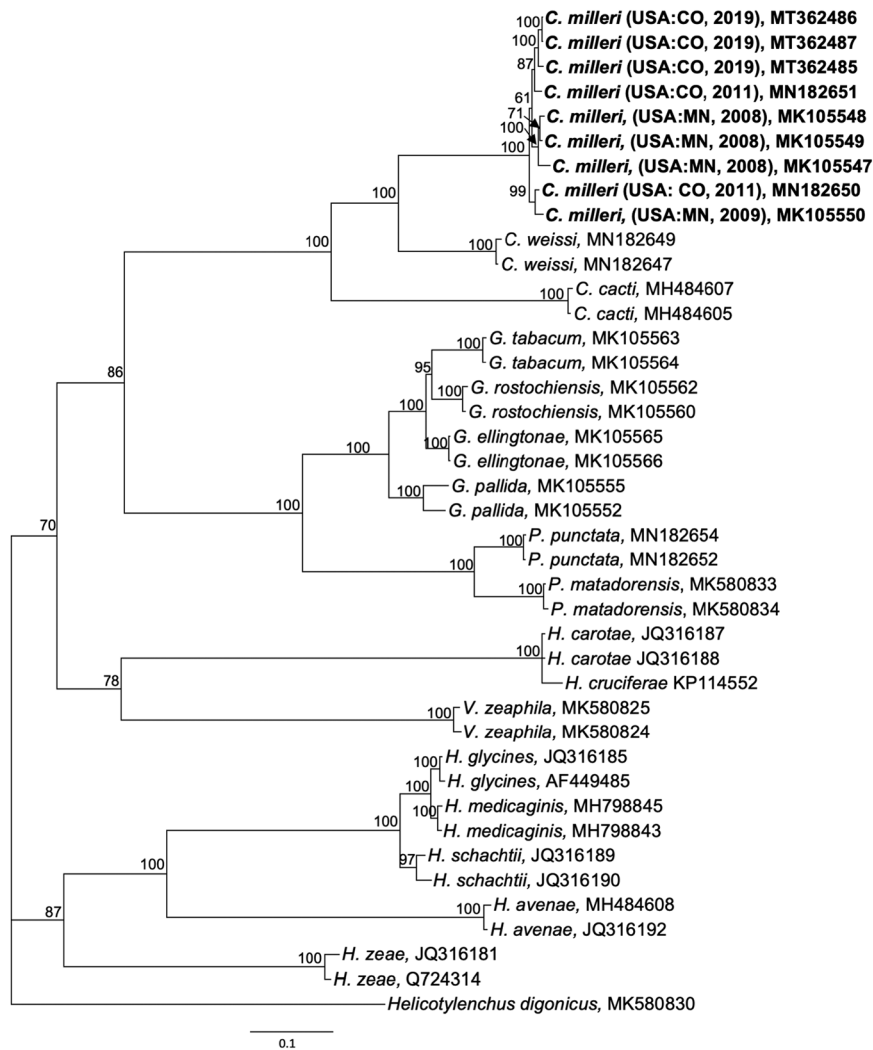 100
C. milleri (USA:CO, 2019), MT362486
100
C. milleri (USA:CO, 2019), MT362487
87
C. milleri (USA:CO, 2019), MT362485
61
C. milleri (USA:CO, 2011), MN182651
71
C. milleri, (USA:MN, 2008), MK105548
100
C. milleri, (USA:MN, 2008), MK105549
100
C. milleri, (USA:MN, 2008), MK105547
99
C. milleri (USA: CO, 2011), MN182650
C. milleri, (USA:MN, 2009), MK105550
100
100
100
C. weissi, MN182649
C. weissi, MN182647
100
C. cacti, MH484607
C. cacti, MH484605
100
G. tabacum, MK105563
G. tabacum, MK105564
86
95
100
G. rostochiensis, MK105562
G. rostochiensis, MK105560
100
100
G. ellingtonae, MK105565
G. ellingtonae, MK105566
100
100
G. pallida, MK105555
G. pallida, MK105552
100
70
100
P. punctata, MN182654
P. punctata, MN182652
100
100
P. matadorensis, MK580833
P. matadorensis, MK580834
H. carotae, JQ316187
100
H. carotae JQ316188
H. cruciferae KP114552
78
100
V. zeaphila, MK580825
V. zeaphila, MK580824
100
H. glycines, JQ316185
H. glycines, AF449485
100
100
H. medicaginis, MH798845
H. medicaginis, MH798843
100
97
H. schachtii, JQ316189
H. schachtii, JQ316190
100
100
H. avenae, MH484608
H. avenae, JQ316192
87
100
H. zeae, JQ316181
H. zeae, Q724314
Helicotylenchus digonicus, MK580830
0.1